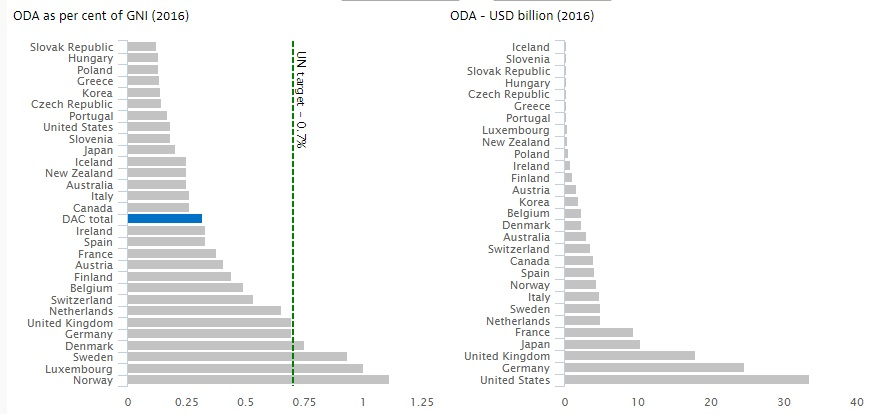 ODA as per cent of GNI (2016)
Slovak Republic
Hungary
Poland
Greece
Korea
Czech Republic
Portugal
United States
Slovenia
Japan
Iceland
New Zealand
Australia
Italy
Canada
DAC total
Ireland
Spain
France
Austria
Finland
Belgium
Switzerland
Netherlands
United Kingdom
Germany
Denmark
Sweden
Luxembourg
Norway
UN target - 0.7%
0 0.25 0.5 0.75 1 1.25
ODA - USD billion (2016)
Iceland
Slovenia
Slovak Republic
Hungary
Czech Republic
Greece
Portugal
Luxembourg
New Zealand
Poland
Ireland
Finland
Austria
Korea
Belgium
Denmark
Australia
Switzerland
Canada
Spain
Norway
Italy
Sweden
Netherlands
France
Japan
United Kingdom
Germany
United States
0 10 20 30 40